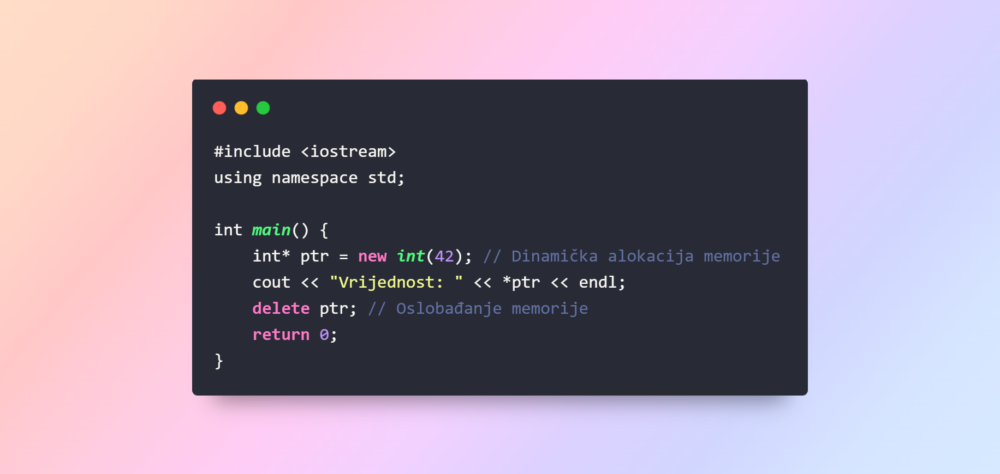 #include <iostream>
using namespace std;
int main() {
int* ptr = new int(42); // Dinamička alokacija memorije
cout << "Vrijednost: " << *ptr << endl;
delete ptr; // Oslobađanje memorije
return 0;
}